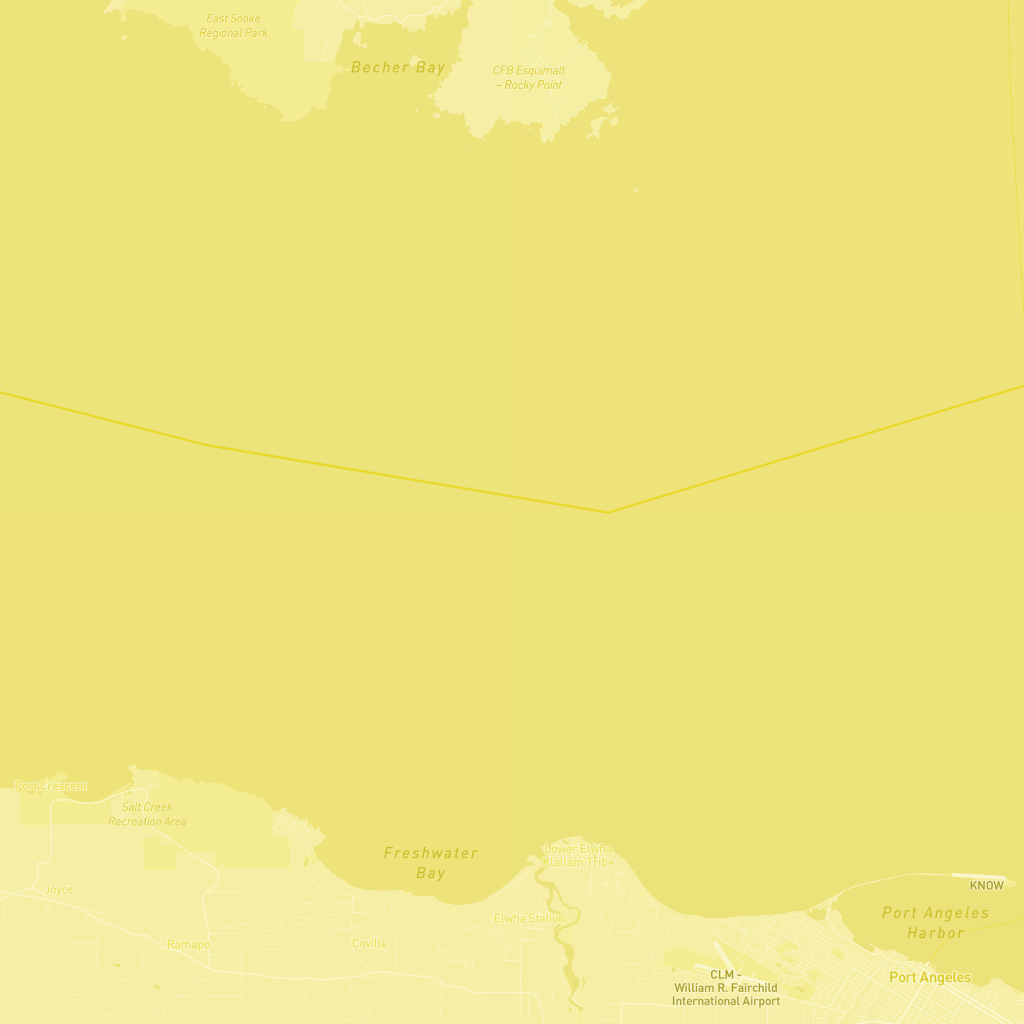 East Sooke
Regional Park
Becher Bay
CFB Esquimalt
– Rocky Point
Port Crescent
Salt Creek
Recreation Area
Freshwater
Bay
Lower Elwha
Klallam Tribe
Joyce
KNOW
Elwha Station
Port Angeles
Harbor
Ramapo
Coville
CLM -
William R. Fairchild
International Airport
Port Angeles